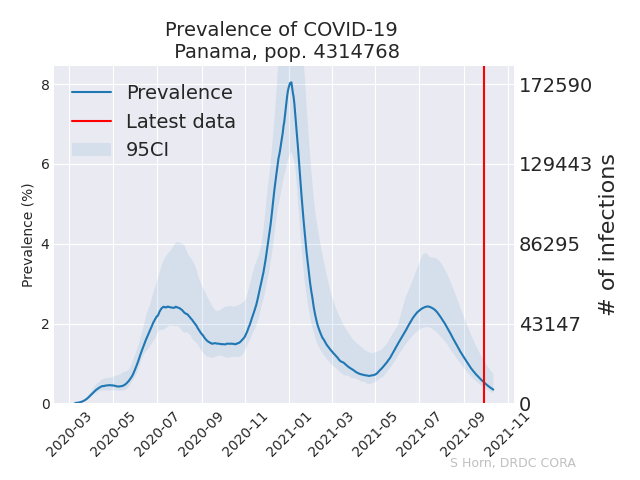 Prevalence of COVID-19
Panama, pop. 4314768
Prevalence
Latest data
95CI
Prevalence (%)
8
6
4
2
0
172590
129443
86295
43147
0
# of infections
2020-03
2020-05
2020-07
2020-09
2020-11
2021-01
2021-03
2021-05
2021-07
2021-09
2021-11
S Horn, DRDC CORA